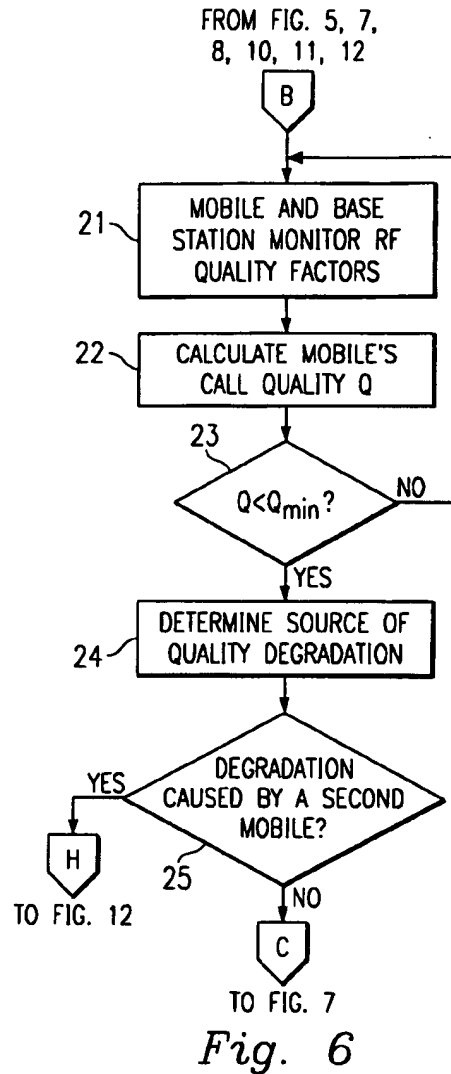 FROM FIG. 5, 7,
8, 10, 11, 12
B
21
MOBILE AND BASE
STATION MONITOR RF
QUALITY FACTORS
22
CALCULATE MOBILE'S
CALL QUALITY Q
23
Q<Qmin?
NO
YES
24
DETERMINE SOURCE OF
QUALITY DEGRADATION
YES
DEGRADATION
CAUSED BY A SECOND
MOBILE?
25
H
TO FIG. 12
NO
C
TO FIG. 7
Fig. 6